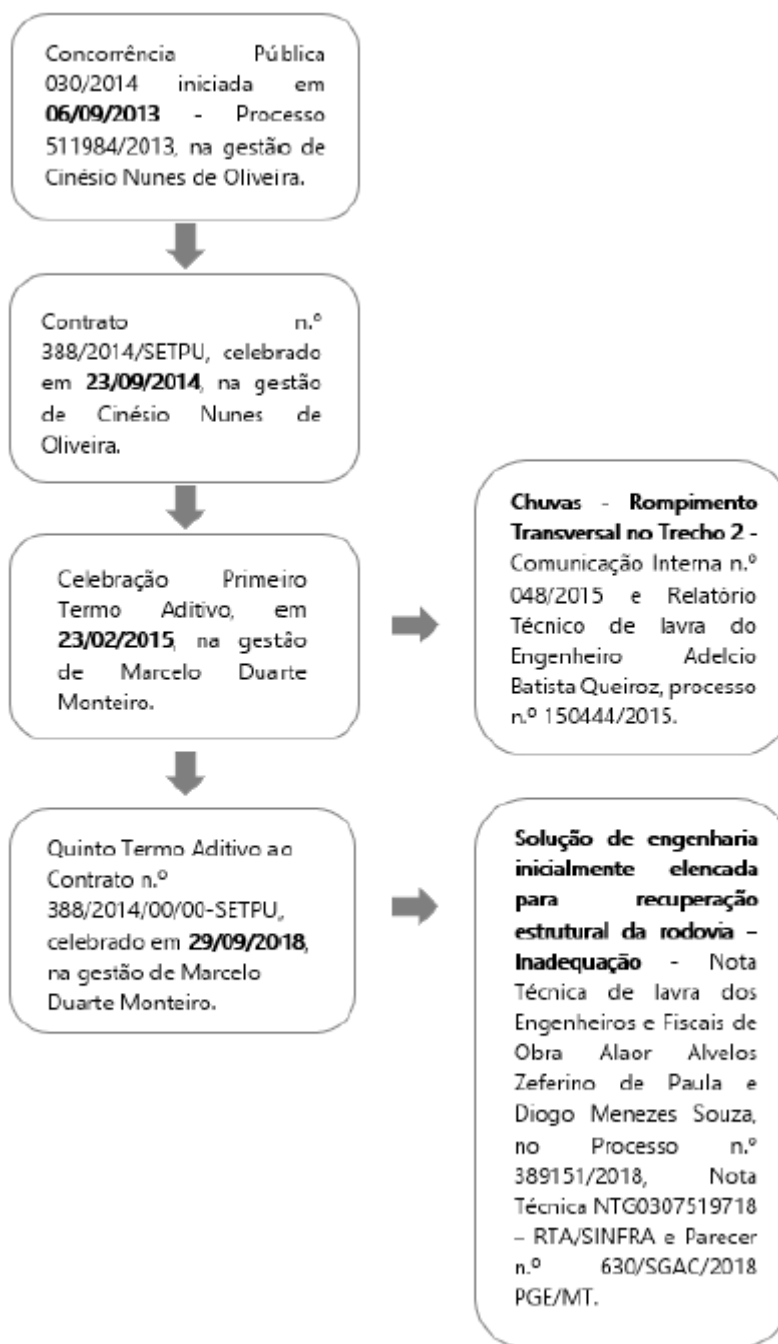 Concorrência Pública
030/2014 iniciada em
06/09/2013 - Processo
511984/2013, na gestão de
Cinésio Nunes de Oliveira.
Contrato n.º
388/2014/SETPU, celebrado
em 23/09/2014, na gestão
de Cinésio Nunes de
Oliveira.
Celebração Primeiro
Termo Aditivo, em
23/02/2015, na gestão
de Marcelo Duarte
Monteiro.
Chuvas - Rompimento
Transversal no Trecho 2 -
Comunicação Interna n.º
048/2015 e Relatório
Técnico de lavra do
Engenheiro Adelcio
Batista Queiroz, processo
n.º 150444/2015.
Quinto Termo Aditivo ao
Contrato n.º
388/2014/00/00-SETPU,
celebrado em 29/09/2018,
na gestão de Marcelo
Duarte Monteiro.
Solução de engenharia
inicialmente elencada
para recuperação
estrutural da rodovia –
Inadequação - Nota
Técnica de lavra dos
Engenheiros e Fiscais de
Obra Alaor Alvelos
Zeferino de Paula e
Diogo Menezes Souza,
no Processo n.º
389151/2018, Nota
Técnica NTG0307519718
– RTA/SINFRA e Parecer
n.º 630/SGAC/2018
PGE/MT.